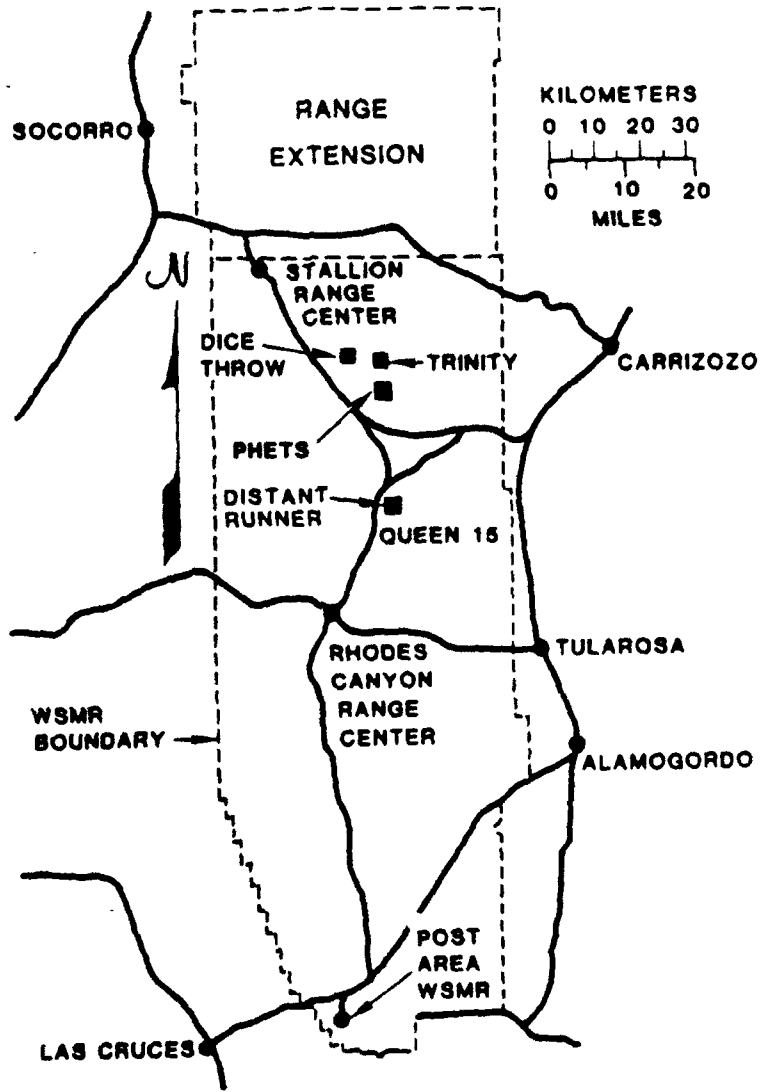 RANGE
EXTENSION
KILOMETERS
0 10 20 30
0 10 20
MILES
SOCORRO
N
STALLION
RANGE
CENTER
DICE
THROW
TRINITY
CARRIZOZO
PHETS
DISTANT
RUNNER
QUEEN 15
RHODES
CANYON
RANGE
CENTER
TULAROSA
WSMR
BOUNDARY
ALAMOGORDO
POST
AREA
WSMR
LAS CRUCES